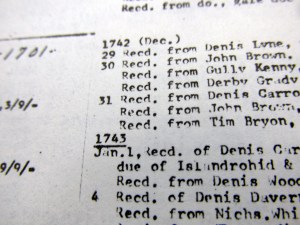 Recd. from do.,
-1701-
1742 (Dec.)
29 Recd. from Denis Lyne,
30 Recd. from John Brown.
Recd. from Gully Kenny,
Recd. from Derby Grady
,3/9/-
31 Recd. from Denis Carro
Recd. from John Brown,
Recd. from Tim Bryon,
1743
Jan.1, Recd. of Denis Car
due of Islandrohid &
9/9/-
Recd. from Denis Wood
4 Recd. of Denis Davern
Recd. from Nichs. Whi